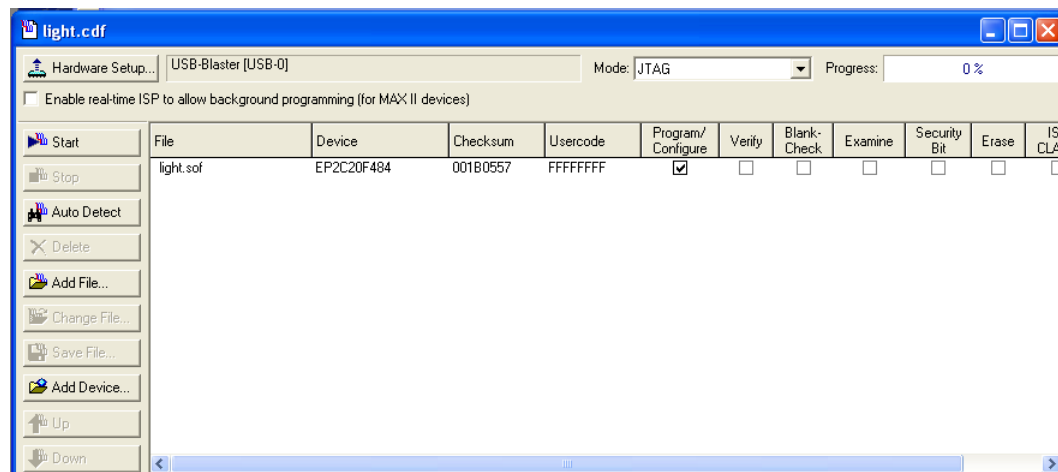 light.cdf
Hardware Setup... USB-Blaster [USB-0] Mode: JTAG Progress: 0 %
Enable real-time ISP to allow background programming (for MAX II devices)
Start
Stop
Auto Detect
Delete
Add File...
Change File...
Save File...
Add Device...
Up
Down
File Device Checksum Usercode Program/ Configure Verify Blank- Check Examine Security Bit Erase IS CLA
light.sof EP2C20F484 001B0557 FFFFFFFF